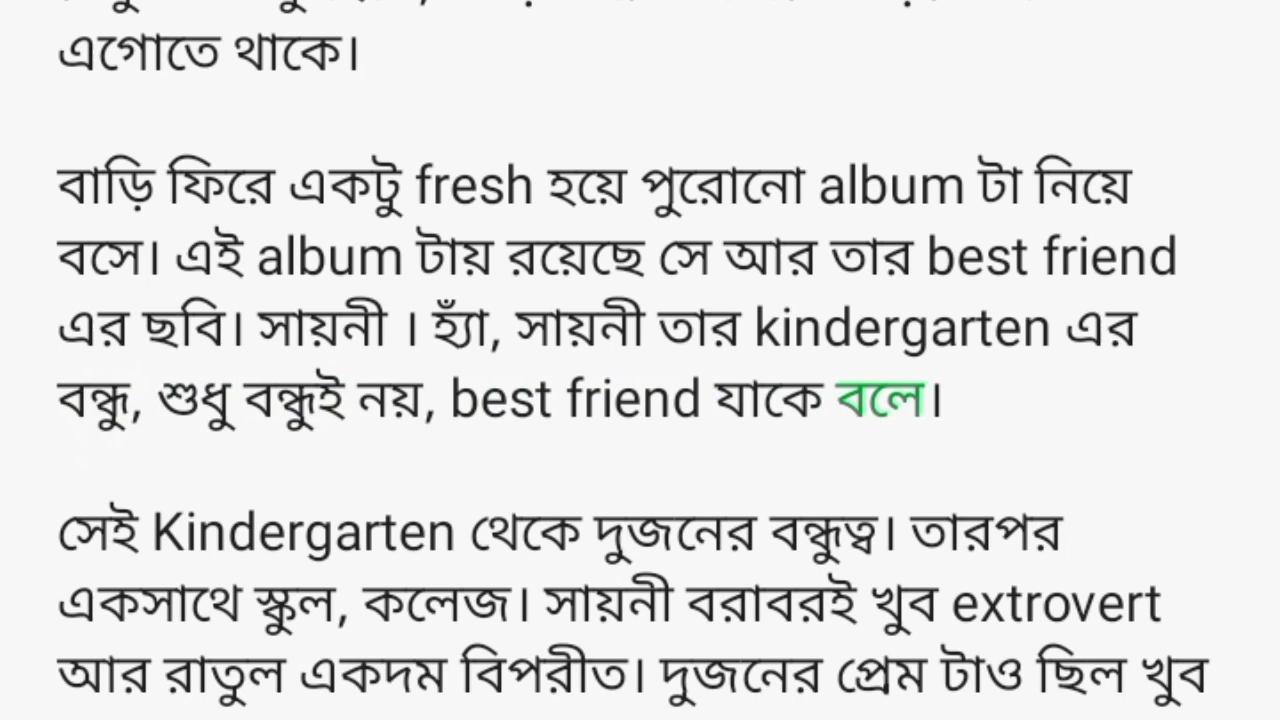 এগোতে থাকে।
বাড়ি ফিরে একটু fresh হয়ে পুরোনো album টা নিয়ে
বসে। এই album টায় রয়েছে সে আর তার best friend
এর ছবি। সায়নী । হ্যাঁ, সায়নী তার kindergarten এর
বন্ধু, শুধু বন্ধুই নয়, best friend যাকে বলে।
সেই Kindergarten থেকে দুজনের বন্ধুত্ব। তারপর
একসাথে স্কুল, কলেজ। সায়নী বরাবরই খুব extrovert
আর রাতুল একদম বিপরীত। দুজনের প্রেম টাও ছিল খুব